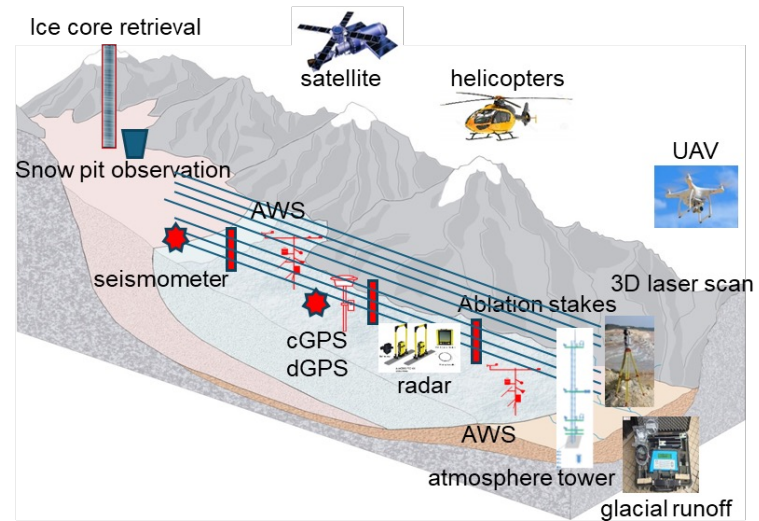 Ice core retrieval
satellite
helicopters
UAV
Snow pit observation
AWS
seismometer
3D laser scan
Ablation stakes
cGPS
dGPS
radar
AWS
atmosphere tower
glacial runoff